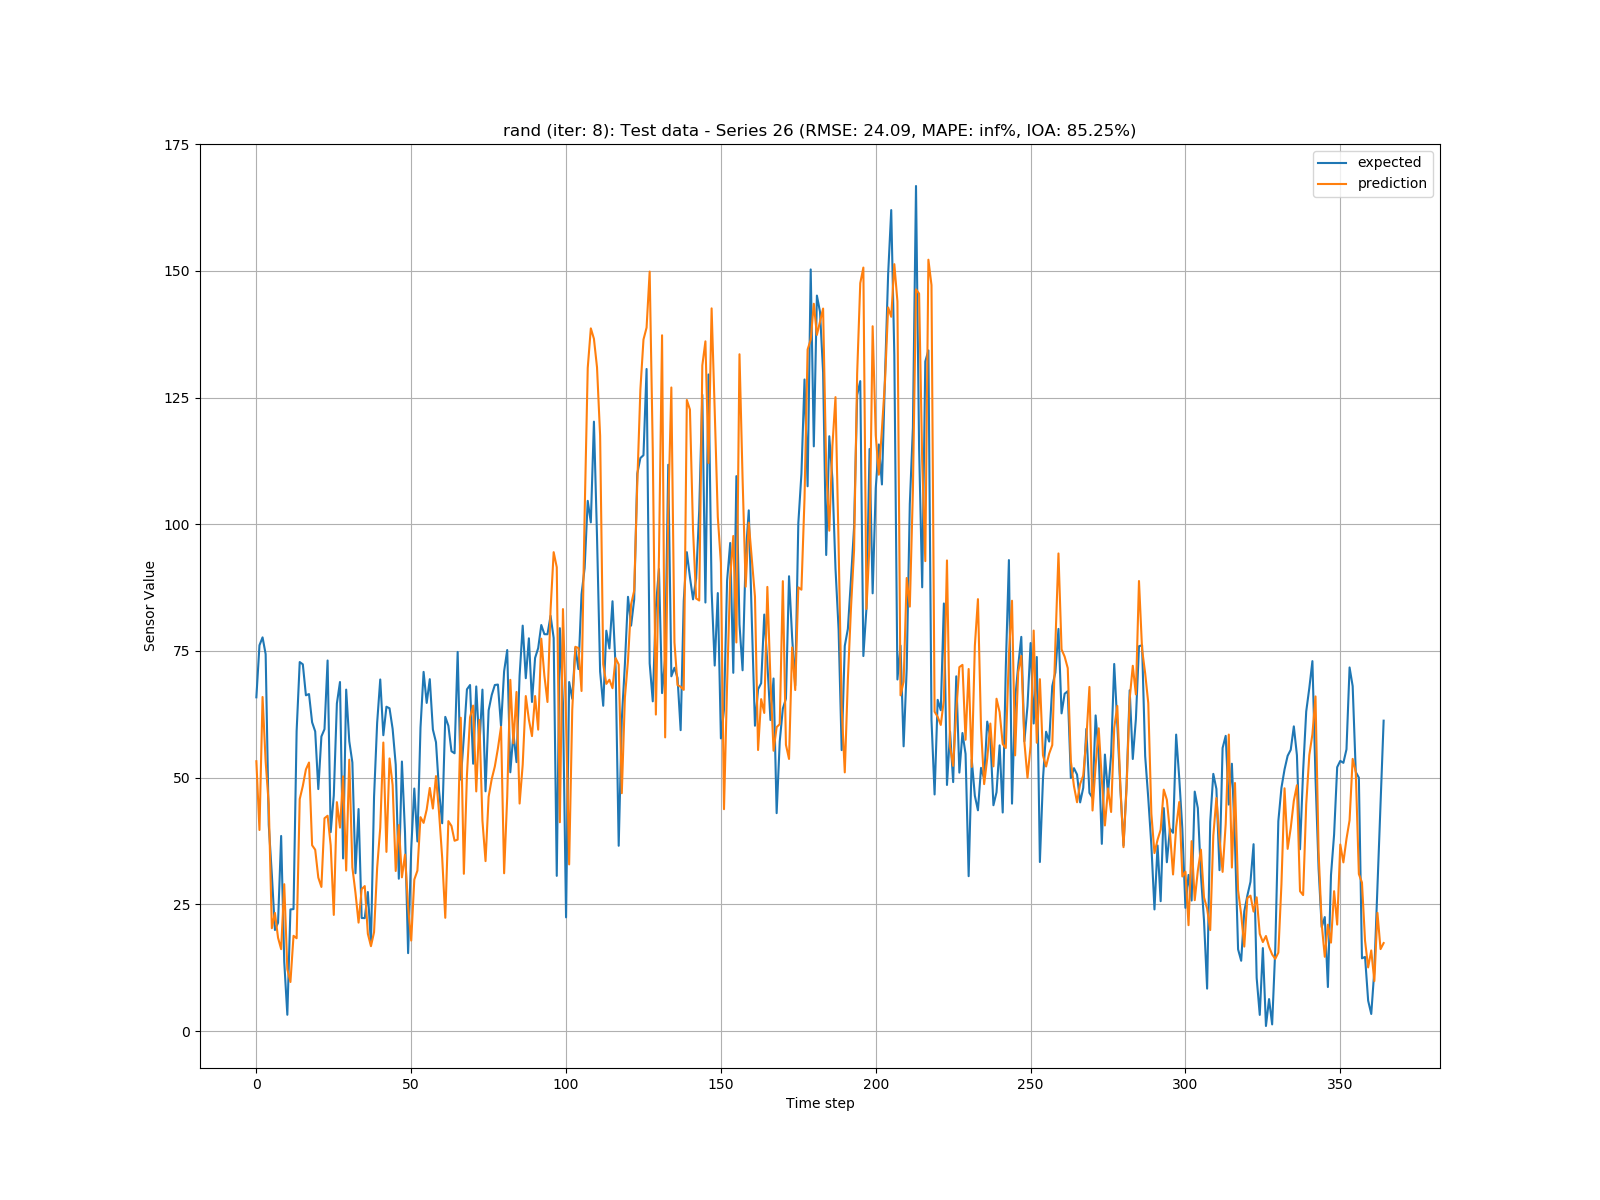 rand (iter: 8): Test data - Series 26 (RMSE: 24.09, MAPE: inf%, IOA: 85.25%)
expected
prediction
175
150
125
100
75
50
25
0
Sensor Value
0 50 100 150 200 250 300 350
Time step